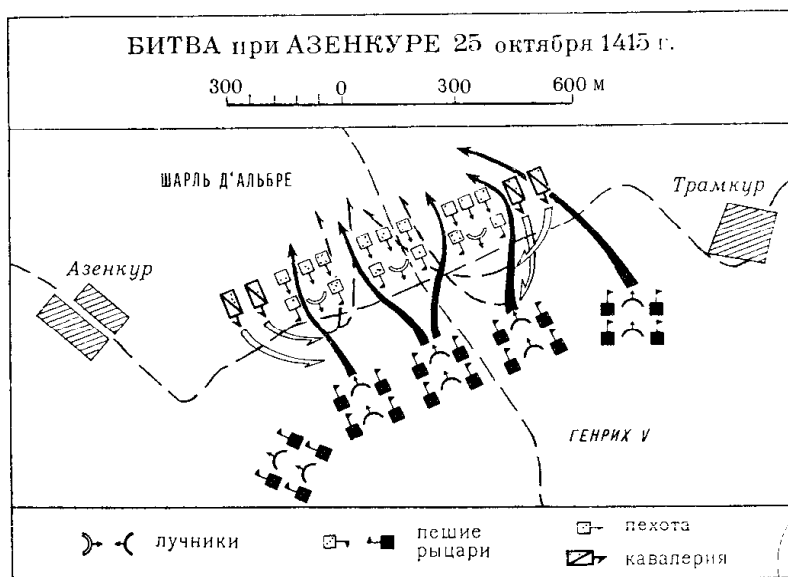 БИТВА при АЗЕНКУРЕ 25 октября 1415 г.
300 0 300 600 м
ШАРЛЬ Д'АЛЬБРЕ
Трамкур
Азенкур
ГЕНРИХ V
лучники
пешие
рыцари
пехота
кавалерия